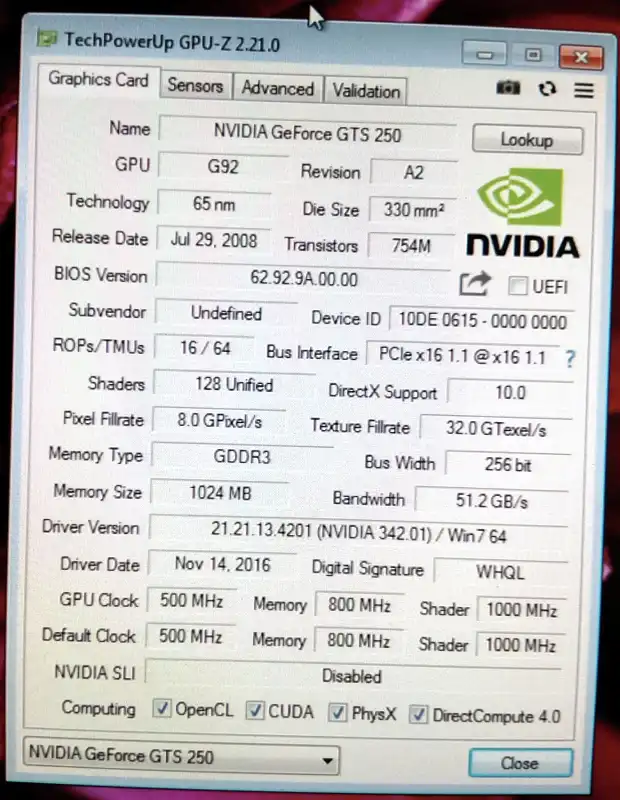 TechPowerUp GPU-Z 2.21.0
Graphics Card Sensors Advanced Validation
Name NVIDIA GeForce GTS 250 Lookup
GPU G92 Revision A2
Technology 65 nm Die Size 330 mm²
Release Date Jul 29, 2008 Transistors 754M
NVIDIA
BIOS Version 62.92.9A.00.00 UEFI
Subvendor Undefined Device ID 10DE 0615 - 0000 0000
ROPs/TMUs 16 / 64 Bus Interface PCIe x16 1.1 @ x16 1.1 ?
Shaders 128 Unified DirectX Support 10.0
Pixel Fillrate 8.0 GPixel/s Texture Fillrate 32.0 GTexel/s
Memory Type GDDR3 Bus Width 256 bit
Memory Size 1024 MB Bandwidth 51.2 GB/s
Driver Version 21.21.13.4201 (NVIDIA 342.01) / Win7 64
Driver Date Nov 14, 2016 Digital Signature WHQL
GPU Clock 500 MHz Memory 800 MHz Shader 1000 MHz
Default Clock 500 MHz Memory 800 MHz Shader 1000 MHz
NVIDIA SLI Disabled
Computing OpenCL CUDA PhysX DirectCompute 4.0
NVIDIA GeForce GTS 250 Close